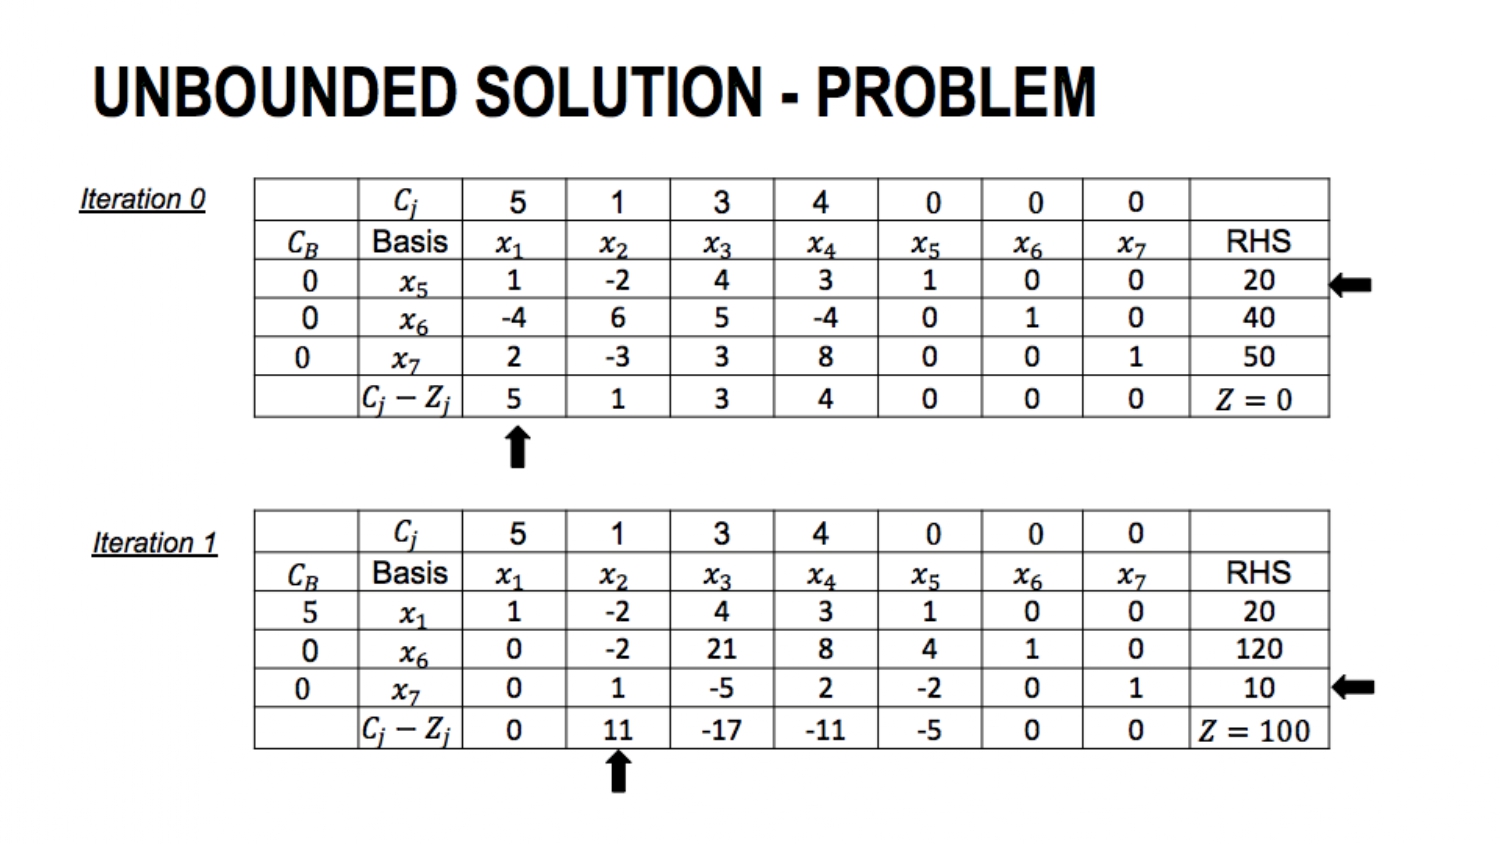 UNBOUNDED SOLUTION - PROBLEM
Iteration 0
C_j 5 1 3 4 0 0 0
C_B Basis x_1 x_2 x_3 x_4 x_5 x_6 x_7 RHS
0 x_5 1 -2 4 3 1 0 0 20
0 x_6 -4 6 5 -4 0 1 0 40
0 x_7 2 -3 3 8 0 0 1 50
C_j − Z_j 5 1 3 4 0 0 0 Z = 0
Iteration 1
C_j 5 1 3 4 0 0 0
C_B Basis x_1 x_2 x_3 x_4 x_5 x_6 x_7 RHS
5 x_1 1 -2 4 3 1 0 0 20
0 x_6 0 -2 21 8 4 1 0 120
0 x_7 0 1 -5 2 -2 0 1 10
C_j − Z_j 0 11 -17 -11 -5 0 0 Z = 100